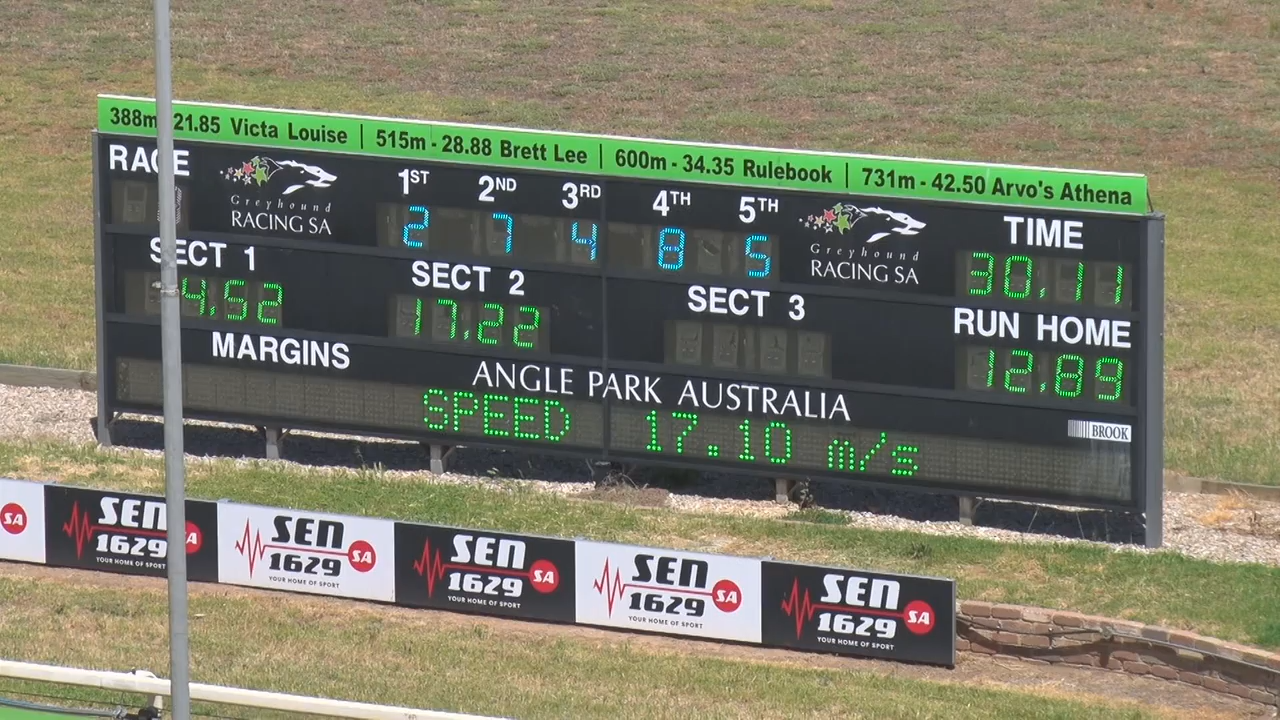 388m 21.85 Victa Louise | 515m - 28.88 Brett Lee | 600m - 34.35 Rulebook | 731m - 42.50 Arvo's Athena
RACE
Greyhound
RACING SA
1ST 2ND 3RD 4TH 5TH
2 7 4 8 5
Greyhound
RACING SA
TIME
30.11
SECT 1
4.52
SECT 2
17.22
SECT 3
RUN HOME
12.89
MARGINS
ANGLE PARK AUSTRALIA
SPEED 17.10 m/s
BROOK
SA
SEN
1629 SA
YOUR HOME OF SPORT
SEN
1629 SA
YOUR HOME OF SPORT
SEN
1629 SA
YOUR HOME OF SPORT
SEN
1629 SA
YOUR HOME OF SPORT
SEN
1629 SA
YOUR HOME OF SPORT